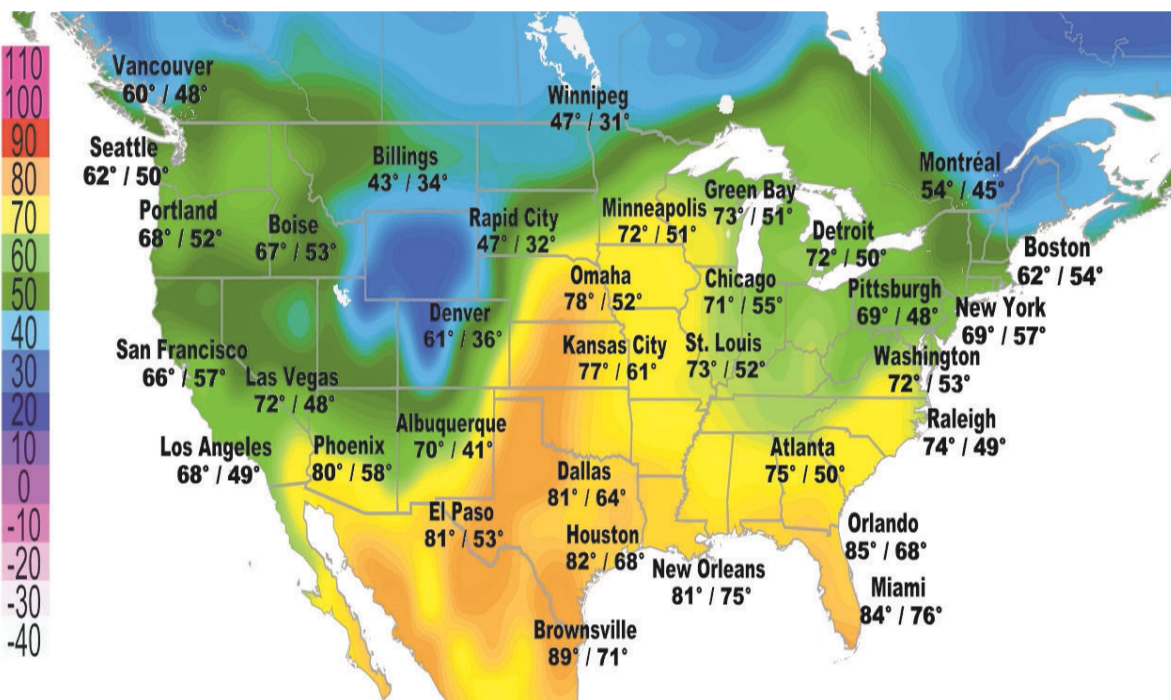 110
100
90
80
70
60
50
40
30
20
10
0
-10
-20
-30
-40
Vancouver
60° / 48°
Winnipeg
47° / 31°
Seattle
62° / 50°
Billings
43° / 34°
Montréal
54° / 45°
Portland
68° / 52°
Boise
67° / 53°
Rapid City
47° / 32°
Minneapolis
72° / 51°
Green Bay
73° / 51°
Detroit
72° / 50°
Boston
62° / 54°
Omaha
78° / 52°
Chicago
71° / 55°
Pittsburgh
69° / 48°
New York
69° / 57°
Denver
61° / 36°
San Francisco
66° / 57°
Las Vegas
72° / 48°
Kansas City
77° / 61°
St. Louis
73° / 52°
Washington
72° / 53°
Los Angeles
68° / 49°
Phoenix
80° / 58°
Albuquerque
70° / 41°
Dallas
81° / 64°
Atlanta
75° / 50°
Raleigh
74° / 49°
El Paso
81° / 53°
Houston
82° / 68°
New Orleans
81° / 75°
Orlando
85° / 68°
Miami
84° / 76°
Brownsville
89° / 71°